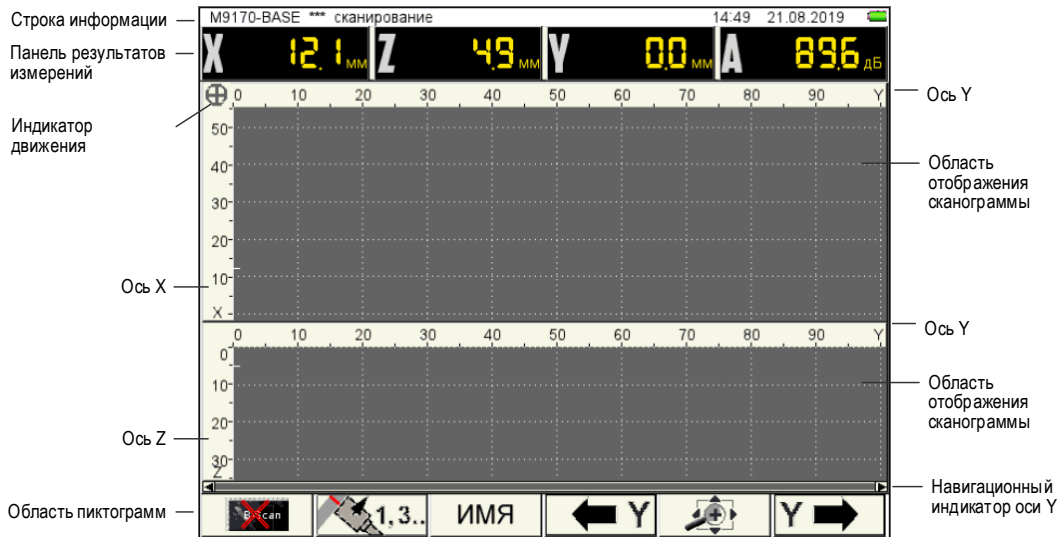 Строка информации
M9170-BASE *** сканирование 14:49 21.08.2019
Панель результатов
измерений
X 12.1 мм Z 4.9 мм Y 0.0 мм A 89.6 дБ
0 10 20 30 40 50 60 70 80 90 Y
Ось Y
Индикатор
движения
50
40
30
20
10
X
Область
отображения
сканограммы
Ось X
Ось Y
0 10 20 30 40 50 60 70 80 90 Y
0
10
20
30
Z
Область
отображения
сканограммы
Ось Z
Навигационный
индикатор оси Y
Область пиктограмм
B-Scan 1,3.. ИМЯ Y Y